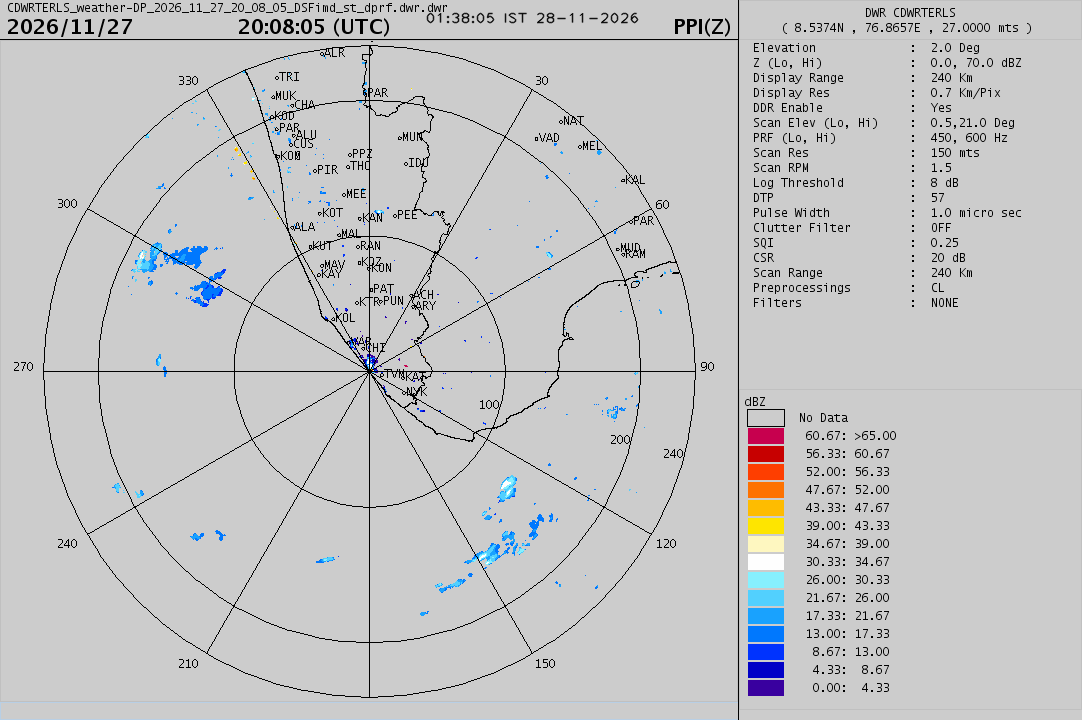 CDWRTERLS_weather-DP_2026_11_27_20_08_05_DSFimd_st_dprf.dwr.dwr
2026/11/27 20:08:05 (UTC) 01:38:05 IST 28-11-2026 PPI(Z)
DWR CDWRTERLS
( 8.5374N , 76.8657E , 27.0000 mts )
Elevation : 2.0 Deg
Z (Lo, Hi) : 0.0, 70.0 dBZ
Display Range : 240 Km
Display Res : 0.7 Km/Pix
DDR Enable : Yes
Scan Elev (Lo, Hi) : 0.5,21.0 Deg
PRF (Lo, Hi) : 450, 600 Hz
Scan Res : 150 mts
Scan RPM : 1.5
Log Threshold : 8 dB
DTP : 57
Pulse Width : 1.0 micro sec
Clutter Filter : OFF
SQI : 0.25
CSR : 20 dB
Scan Range : 240 Km
Preprocessings : CL
Filters : NONE
ALR
330 TRI 30
MUK PAR
CHA
KOD NAT
PAR
ALU MUN VAD
CUS MEL
PPZ
THO IDU
PIR KAL
MEE
300 KOT KAN PEE 60
PAR
ALA MAL
KUT RAN MUD
RAM
MAV KOZ
KAY KON
PAT
KTR PUN ACH
ARY
KOL
MAR
CHI
270 TVM KAT 90
NYK
100
200
240
240 120
210 150
dBZ
No Data
60.67: >65.00
56.33: 60.67
52.00: 56.33
47.67: 52.00
43.33: 47.67
39.00: 43.33
34.67: 39.00
30.33: 34.67
26.00: 30.33
21.67: 26.00
17.33: 21.67
13.00: 17.33
8.67: 13.00
4.33: 8.67
0.00: 4.33